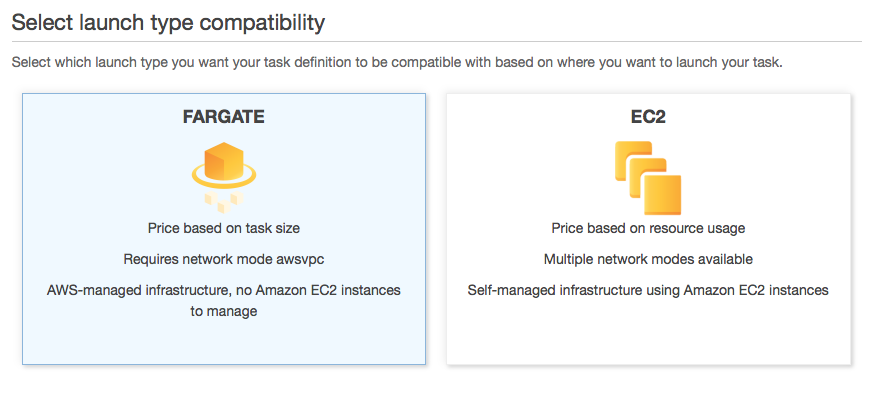 Select launch type compatibility
Select which launch type you want your task definition to be compatible with based on where you want to launch your task.
FARGATE
Price based on task size
Requires network mode awsvpc
AWS-managed infrastructure, no Amazon EC2 instances
to manage
EC2
Price based on resource usage
Multiple network modes available
Self-managed infrastructure using Amazon EC2 instances